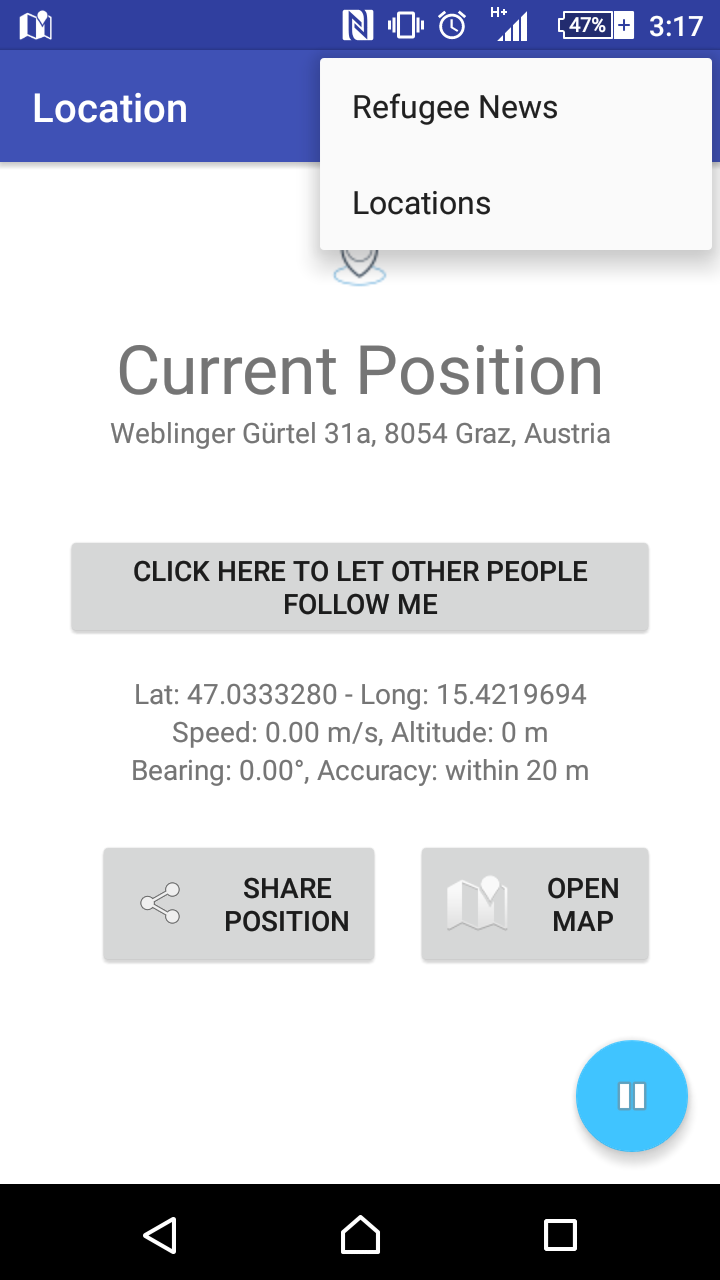 H+
47%
3:17
Location
Refugee News
Locations
Current Position
Weblinger Gürtel 31a, 8054 Graz, Austria
CLICK HERE TO LET OTHER PEOPLE
FOLLOW ME
Lat: 47.0333280 - Long: 15.4219694
Speed: 0.00 m/s, Altitude: 0 m
Bearing: 0.00°, Accuracy: within 20 m
SHARE
POSITION
OPEN
MAP